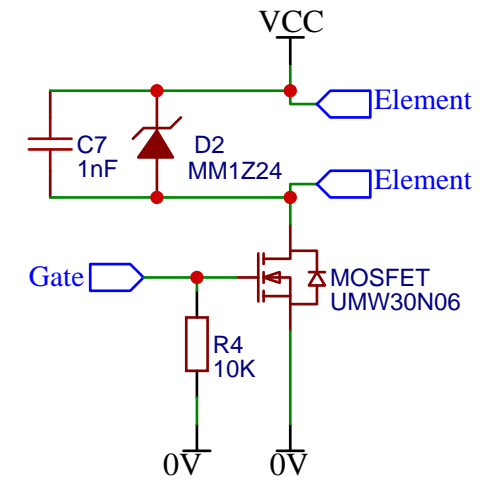 VCC
Element
C7
1nF
D2
MM1Z24
Element
Gate
MOSFET
UMW30N06
R4
10K
0V
0V